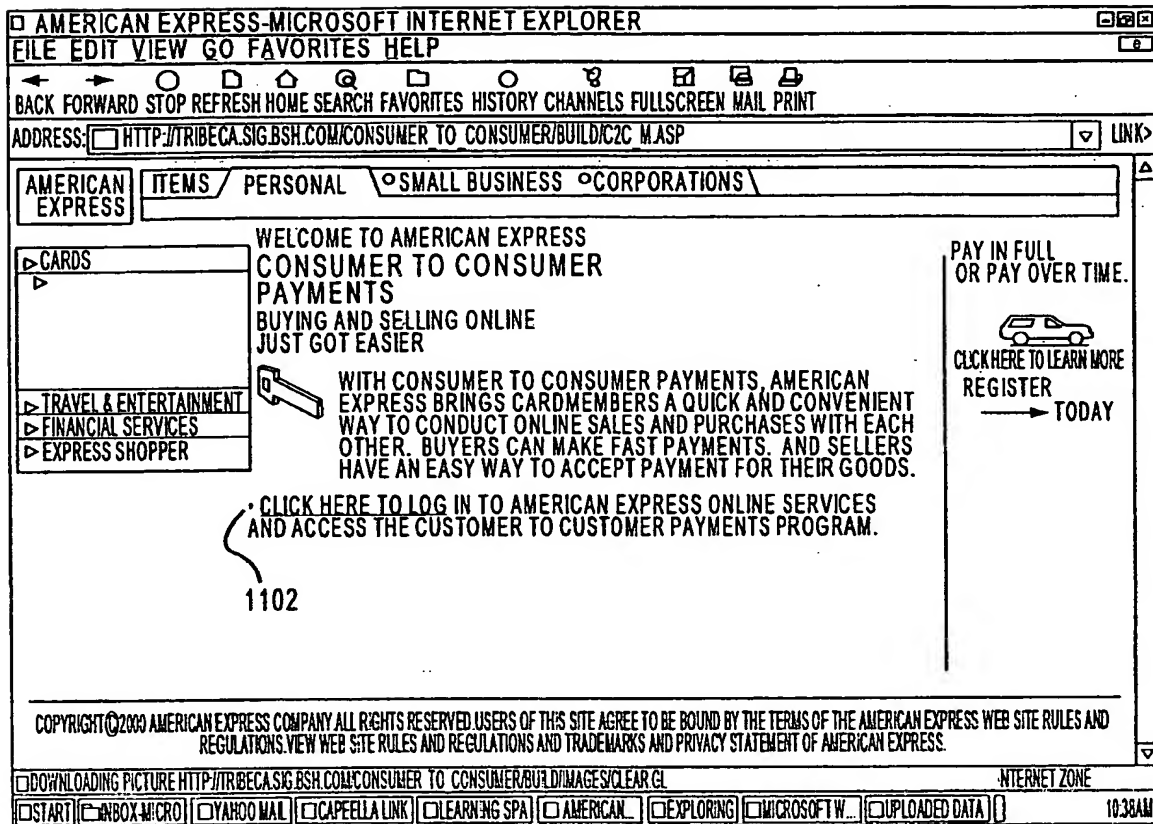 AMERICAN EXPRESS-MICROSOFT INTERNET EXPLORER
FILE EDIT VIEW GO FAVORITES HELP
BACK FORWARD STOP REFRESH HOME SEARCH FAVORITES HISTORY CHANNELS FULLSCREEN MAIL PRINT
ADDRESS: HTTP://TRIBECA.SIG.BSH.COM/CONSUMER_TO_CONSUMER/BUILD/C2C_M.ASP LINK>
AMERICAN EXPRESS
ITEMS PERSONAL SMALL BUSINESS CORPORATIONS
CARDS
TRAVEL & ENTERTAINMENT
FINANCIAL SERVICES
EXPRESS SHOPPER
WELCOME TO AMERICAN EXPRESS
CONSUMER TO CONSUMER
PAYMENTS
BUYING AND SELLING ONLINE
JUST GOT EASIER
WITH CONSUMER TO CONSUMER PAYMENTS, AMERICAN
EXPRESS BRINGS CARDMEMBERS A QUICK AND CONVENIENT
WAY TO CONDUCT ONLINE SALES AND PURCHASES WITH EACH
OTHER. BUYERS CAN MAKE FAST PAYMENTS. AND SELLERS
HAVE AN EASY WAY TO ACCEPT PAYMENT FOR THEIR GOODS.
· CLICK HERE TO LOG IN TO AMERICAN EXPRESS ONLINE SERVICES
AND ACCESS THE CUSTOMER TO CUSTOMER PAYMENTS PROGRAM.
1102
PAY IN FULL
OR PAY OVER TIME.
CLICK HERE TO LEARN MORE
REGISTER
TODAY
COPYRIGHT©2000 AMERICAN EXPRESS COMPANY ALL RIGHTS RESERVED.USERS OF THIS SITE AGREE TO BE BOUND BY THE TERMS OF THE AMERICAN EXPRESS WEB SITE RULES AND
REGULATIONS.VIEW WEB SITE RULES AND REGULATIONS AND TRADEMARKS AND PRIVACY STATEMENT OF AMERICAN EXPRESS.
DOWNLOADING PICTURE HTTP://TRIBECA.SIG.BSH.COM/CONSUMER_TO_CONSUMER/BUILD/IMAGES/CLEAR.GL INTERNET ZONE
START INBOX-MICRO YAHOO MAIL CAPEELLA LINK LEARNING SPA AMERICAN... EXPLORING MICROSOFT W... UPLOADED DATA 10:38AM